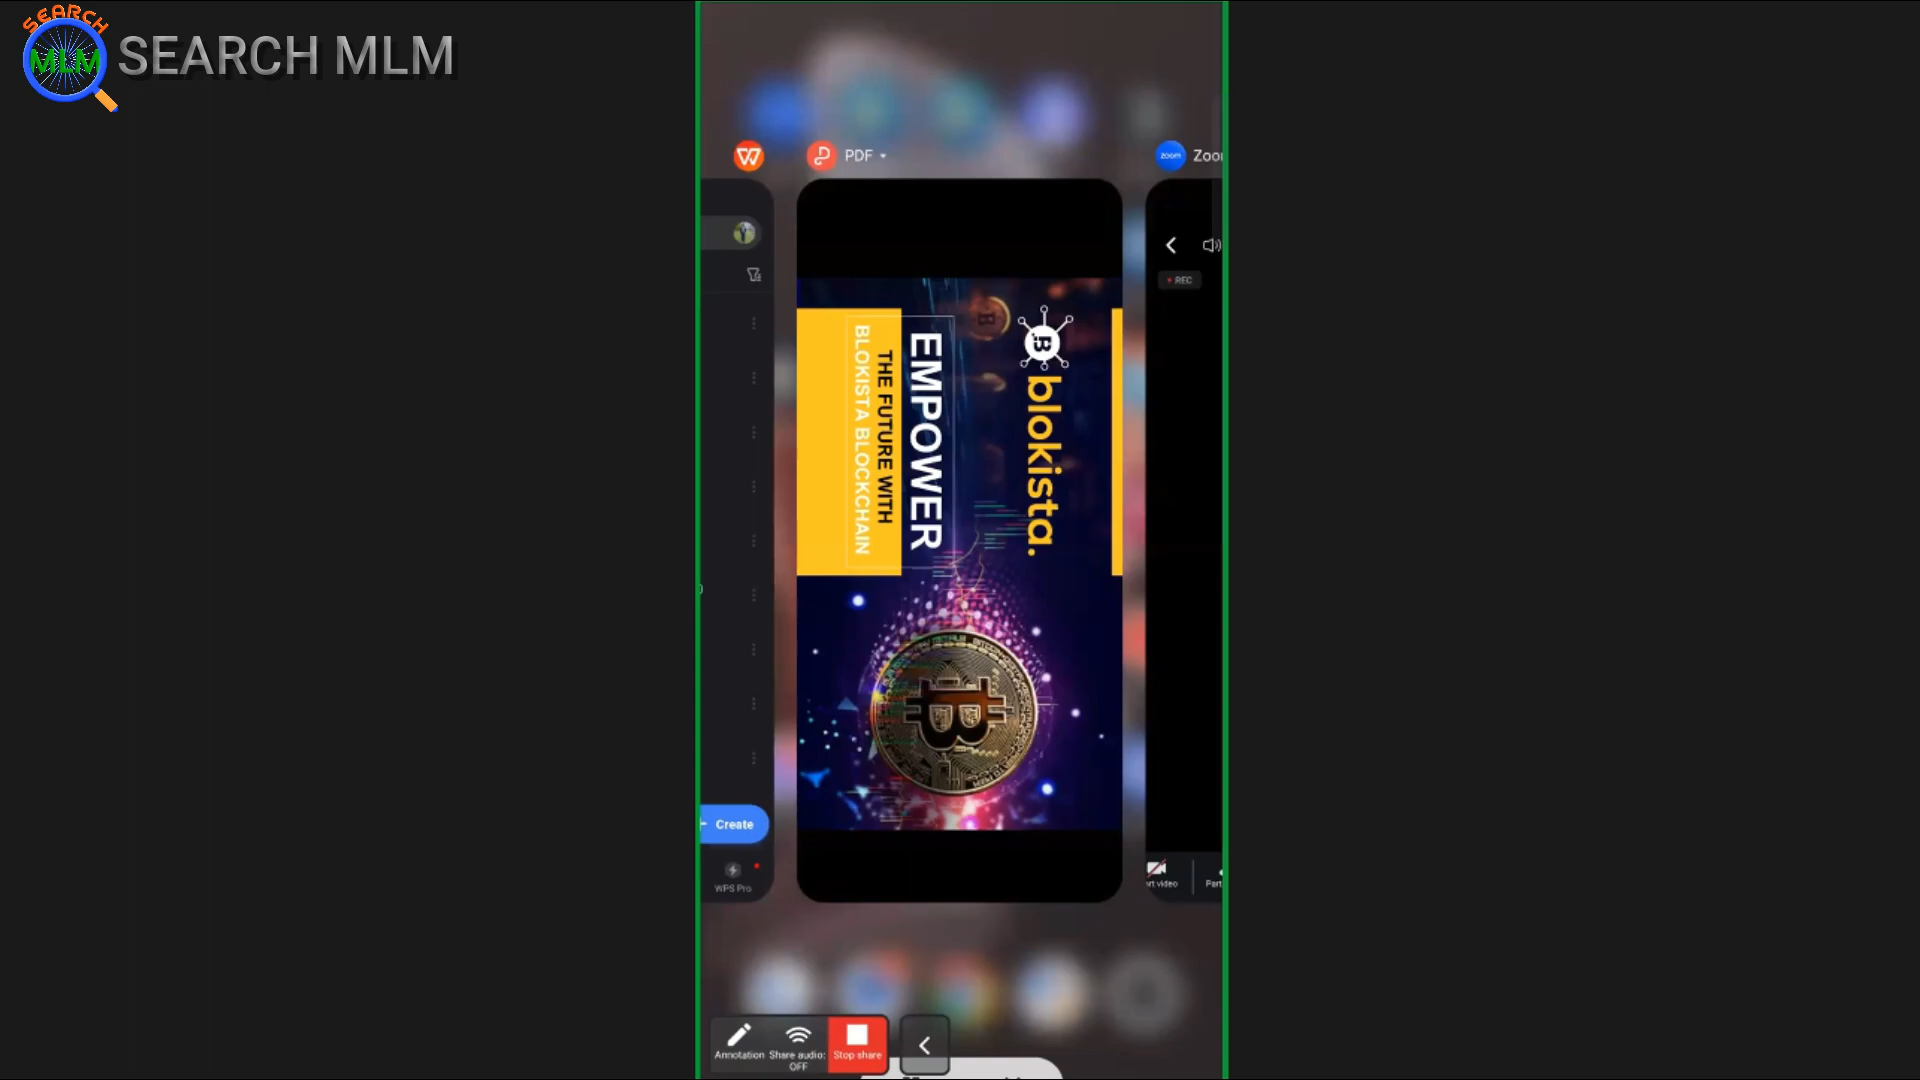 SEARCH
MLM
SEARCH MLM
PDF
zoom
REC
blokista.
EMPOWER
THE FUTURE WITH
BLOKISTA BLOCKCHAIN
Create
WPS Pro
Annotation
Share audio:
OFF
Stop share